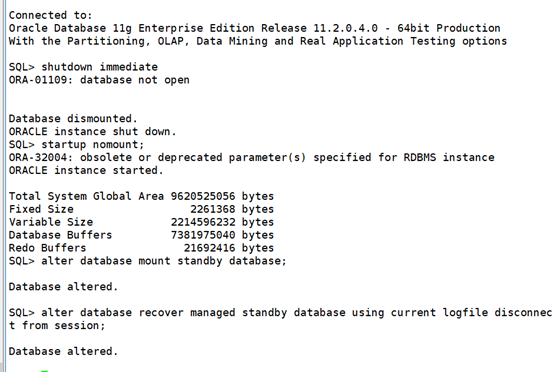 Connected to:
Oracle Database 11g Enterprise Edition Release 11.2.0.4.0 - 64bit Production
With the Partitioning, OLAP, Data Mining and Real Application Testing options
SQL> shutdown immediate
ORA-01109: database not open
Database dismounted.
ORACLE instance shut down.
SQL> startup nomount;
ORA-32004: obsolete or deprecated parameter(s) specified for RDBMS instance
ORACLE instance started.
Total System Global Area 9620525056 bytes
Fixed Size                  2261368 bytes
Variable Size            2214596232 bytes
Database Buffers         7381975040 bytes
Redo Buffers               21692416 bytes
SQL> alter database mount standby database;
Database altered.
SQL> alter database recover managed standby database using current logfile disconnec
t from session;
Database altered.